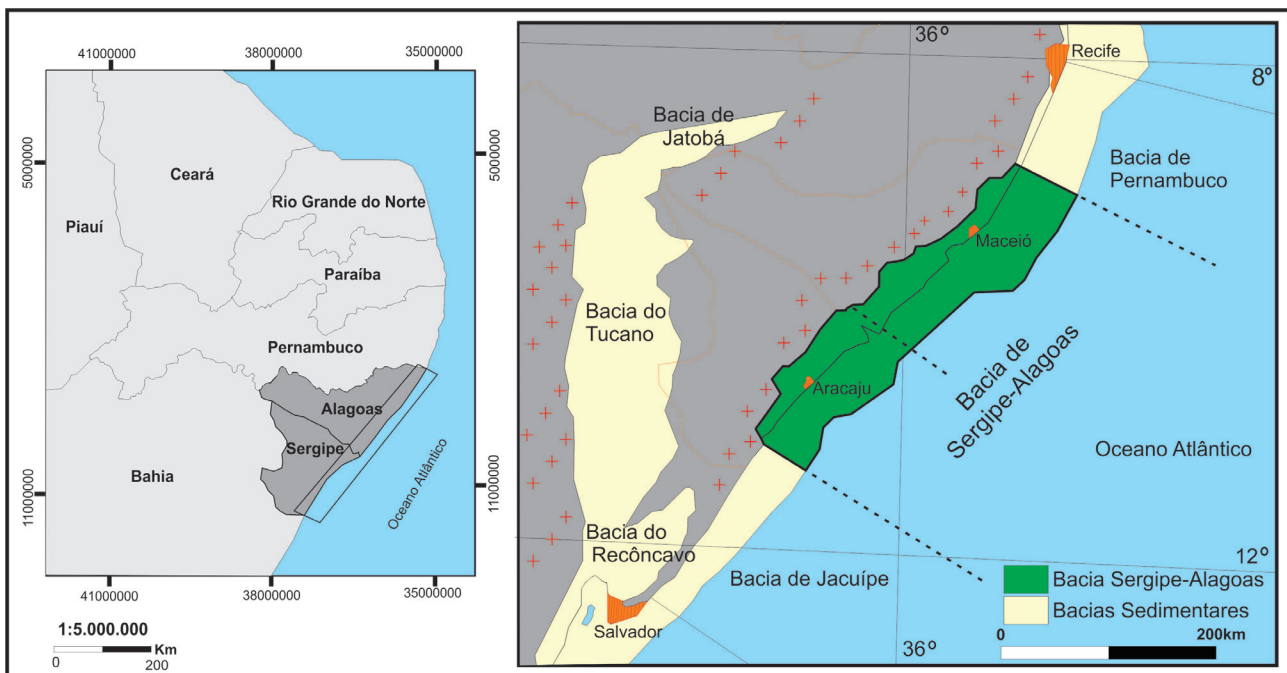 41000000
38000000
35000000
5000000
5000000
Ceará
Rio Grande do Norte
Piauí
Paraíba
Pernambuco
Alagoas
Sergipe
Bahia
Oceano Atlântico
11000000
11000000
41000000
38000000
35000000
1:5.000.000
Km
0
200
36º
Recife
8º
Bacia de
Jatobá
Bacia de
Pernambuco
Maceió
Bacia do
Tucano
Aracaju
Bacia de
Sergipe-Alagoas
Oceano Atlântico
Bacia do
Recôncavo
12º
Bacia de Jacuípe
Bacia Sergipe-Alagoas
Bacias Sedimentares
Salvador
36º
0
200km